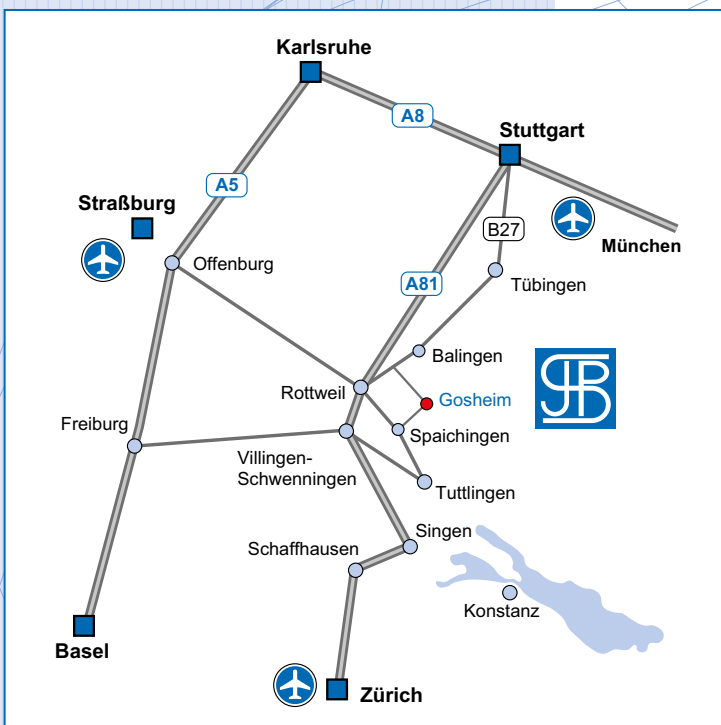 Karlsruhe
A8
Stuttgart
A5
Straßburg
B27
München
Offenburg
A81
Tübingen
Balingen
Rottweil
Gosheim
Freiburg
Spaichingen
Villingen-
Schwenningen
Tuttlingen
Singen
Schaffhausen
Konstanz
Basel
Zürich